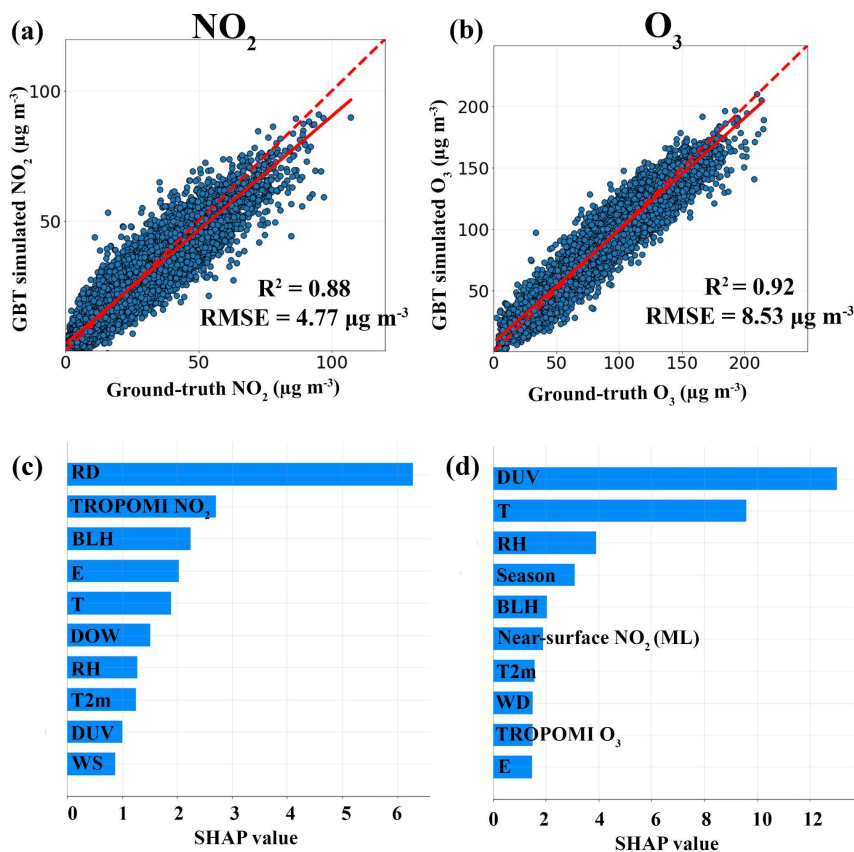 (a) NO₂
GBT simulated NO₂ (µg m⁻³)
100
50
R² = 0.88
RMSE = 4.77 µg m⁻³
0 50 100
Ground-truth NO₂ (µg m⁻³)
(b) O₃
GBT simulated O₃ (µg m⁻³)
200
150
100
50
R² = 0.92
RMSE = 8.53 µg m⁻³
0 50 100 150 200
Ground-truth O₃ (µg m⁻³)
(c)
RD
TROPOMI NO₂
BLH
E
T
DOW
RH
T2m
DUV
WS
0 1 2 3 4 5 6
SHAP value
(d)
DUV
T
RH
Season
BLH
Near-surface NO₂ (ML)
T2m
WD
TROPOMI O₃
E
0 2 4 6 8 10 12
SHAP value